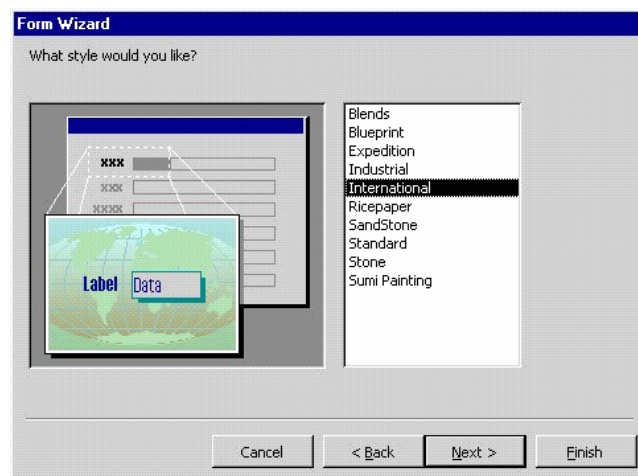 Form Wizard
What style would you like?
xxx
xxx
xxxx
Label Data
Blends
Blueprint
Expedition
Industrial
International
Ricepaper
SandStone
Standard
Stone
Sumi Painting
Cancel < Back Next > Finish